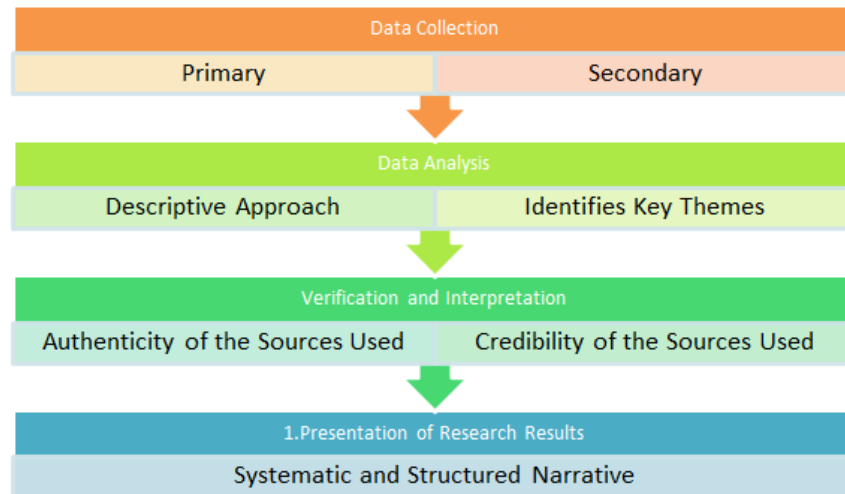 Data Collection
Primary
Secondary
Data Analysis
Descriptive Approach
Identifies Key Themes
Verification and Interpretation
Authenticity of the Sources Used
Credibility of the Sources Used
1.Presentation of Research Results
Systematic and Structured Narrative